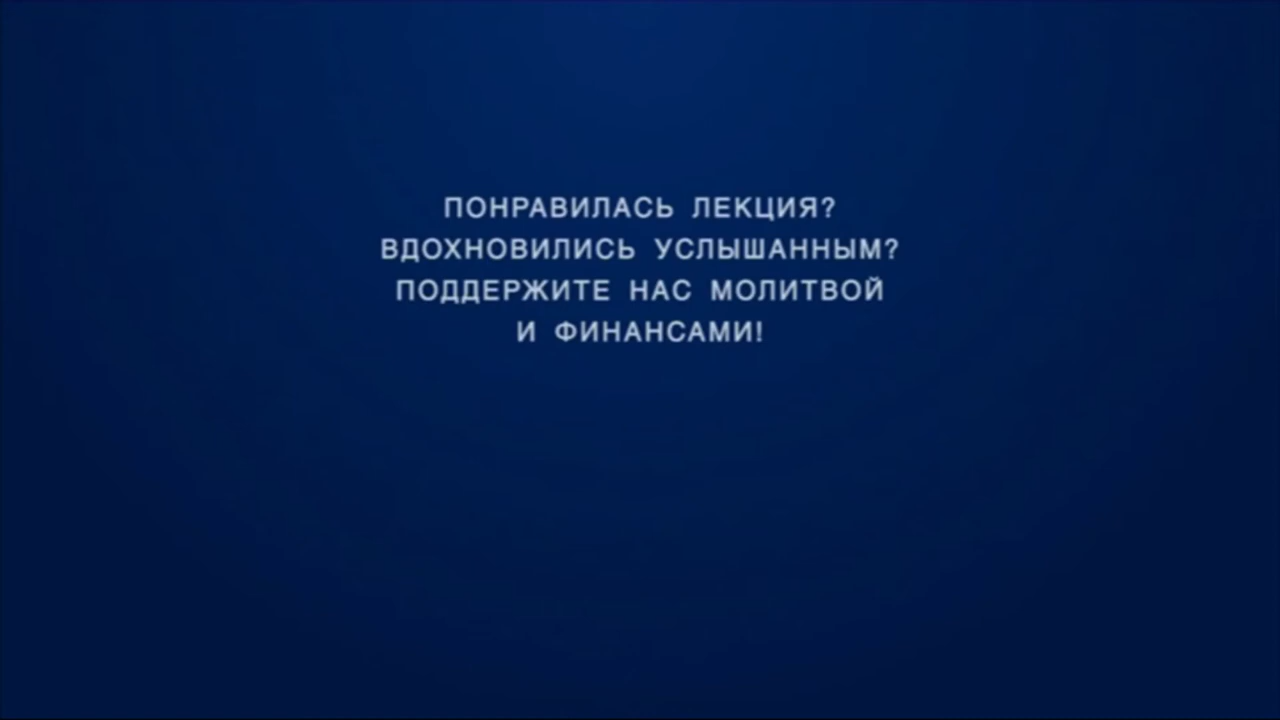 ПОНРАВИЛАСЬ ЛЕКЦИЯ?
ВДОХНОВИЛИСЬ УСЛЫШАННЫМ?
ПОДДЕРЖИТЕ НАС МОЛИТВОЙ
И ФИНАНСАМИ!